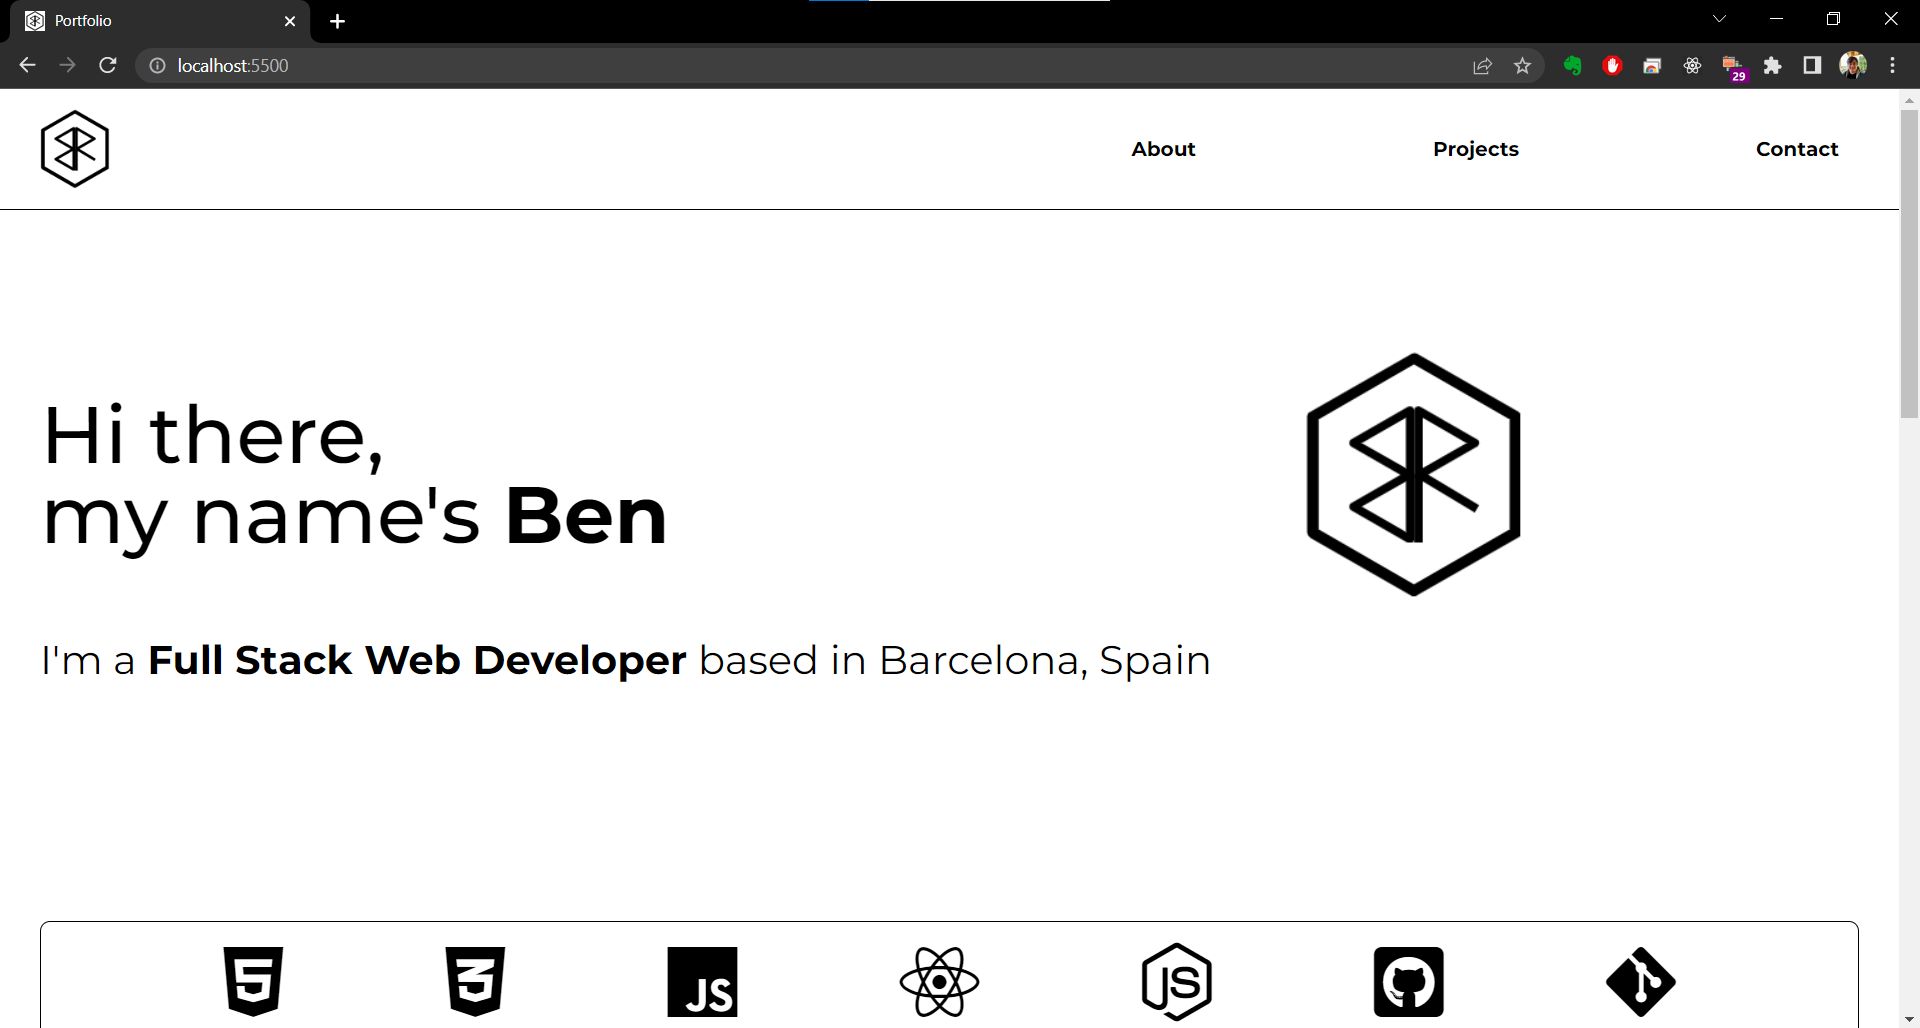 Portfolio
localhost:5500
29
About
Projects
Contact
Hi there,
my name's Ben
I'm a Full Stack Web Developer based in Barcelona, Spain
5
3
JS
JS